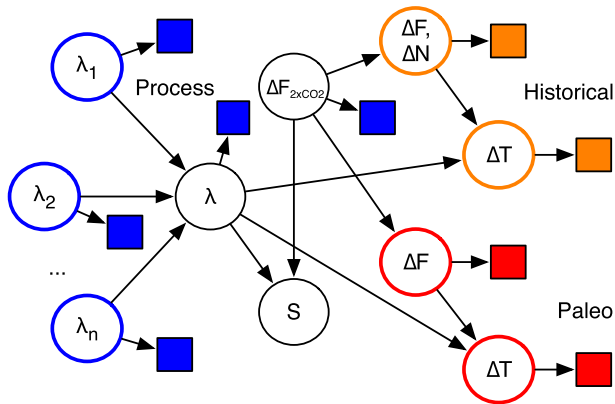 λ1
Process
ΔF2xCO2
ΔF,
ΔN
Historical
ΔT
λ2
λ
...
ΔF
S
λn
Paleo
ΔT